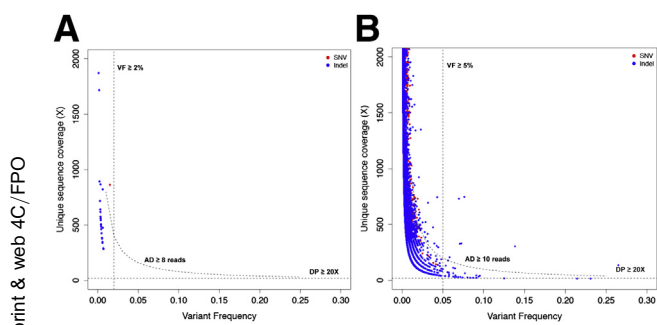 A
B
SNV
Indel
VF ≥ 2%
AD ≥ 8 reads
DP ≥ 20X
Unique sequence coverage (X)
0
500
1000
1500
2000
0.00
0.05
0.10
0.15
0.20
0.25
0.30
Variant Frequency
SNV
Indel
VF ≥ 5%
AD ≥ 10 reads
DP ≥ 20X
Unique sequence coverage (X)
0
500
1000
1500
2000
0.00
0.05
0.10
0.15
0.20
0.25
0.30
Variant Frequency
print & web 4C/FPO